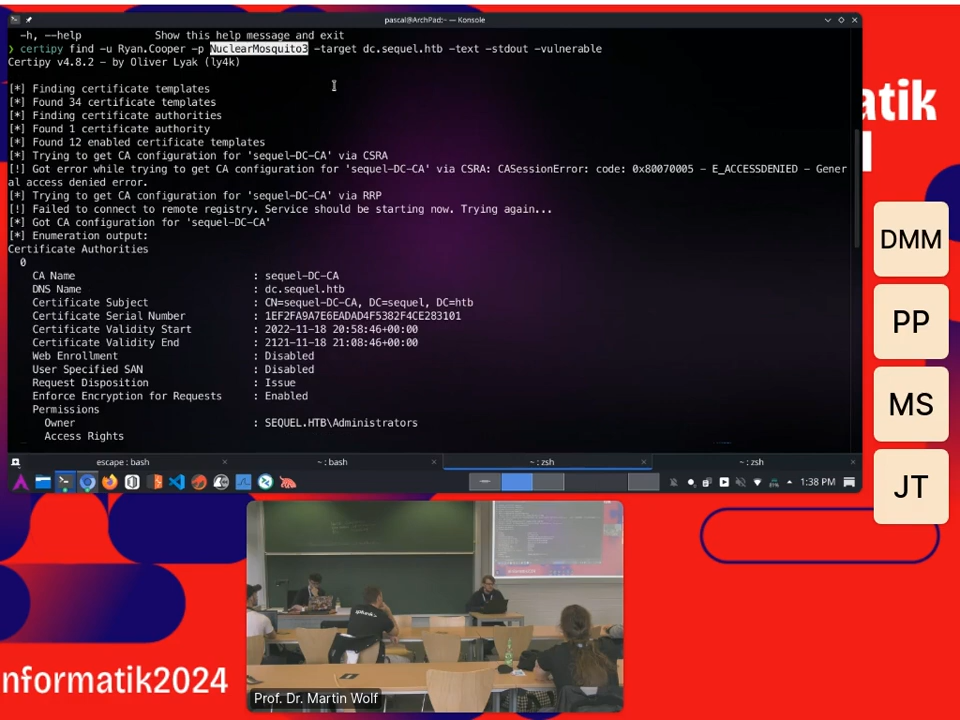 pascal@ArchPad:~ — Konsole
-h, --help Show this help message and exit
❯ certipy find -u Ryan.Cooper -p NuclearMosquito3 -target dc.sequel.htb -text -stdout -vulnerable
Certipy v4.8.2 - by Oliver Lyak (ly4k)
[*] Finding certificate templates
[*] Found 34 certificate templates
[*] Finding certificate authorities
[*] Found 1 certificate authority
[*] Found 12 enabled certificate templates
[*] Trying to get CA configuration for 'sequel-DC-CA' via CSRA
[!] Got error while trying to get CA configuration for 'sequel-DC-CA' via CSRA: CASessionError: code: 0x80070005 - E_ACCESSDENIED - Gener
al access denied error.
[*] Trying to get CA configuration for 'sequel-DC-CA' via RRP
[!] Failed to connect to remote registry. Service should be starting now. Trying again...
[*] Got CA configuration for 'sequel-DC-CA'
[*] Enumeration output:
Certificate Authorities
0
CA Name : sequel-DC-CA
DNS Name : dc.sequel.htb
Certificate Subject : CN=sequel-DC-CA, DC=sequel, DC=htb
Certificate Serial Number : 1EF2FA9A7E6EADAD4F5382F4CE283101
Certificate Validity Start : 2022-11-18 20:58:46+00:00
Certificate Validity End : 2121-11-18 21:08:46+00:00
Web Enrollment : Disabled
User Specified SAN : Disabled
Request Disposition : Issue
Enforce Encryption for Requests : Enabled
Permissions
Owner : SEQUEL.HTB\Administrators
Access Rights
escape : bash
~ : bash
~ : zsh
~ : zsh
1:38 PM
atik
DMM
PP
MS
JT
nformatik2024
Prof. Dr. Martin Wolf